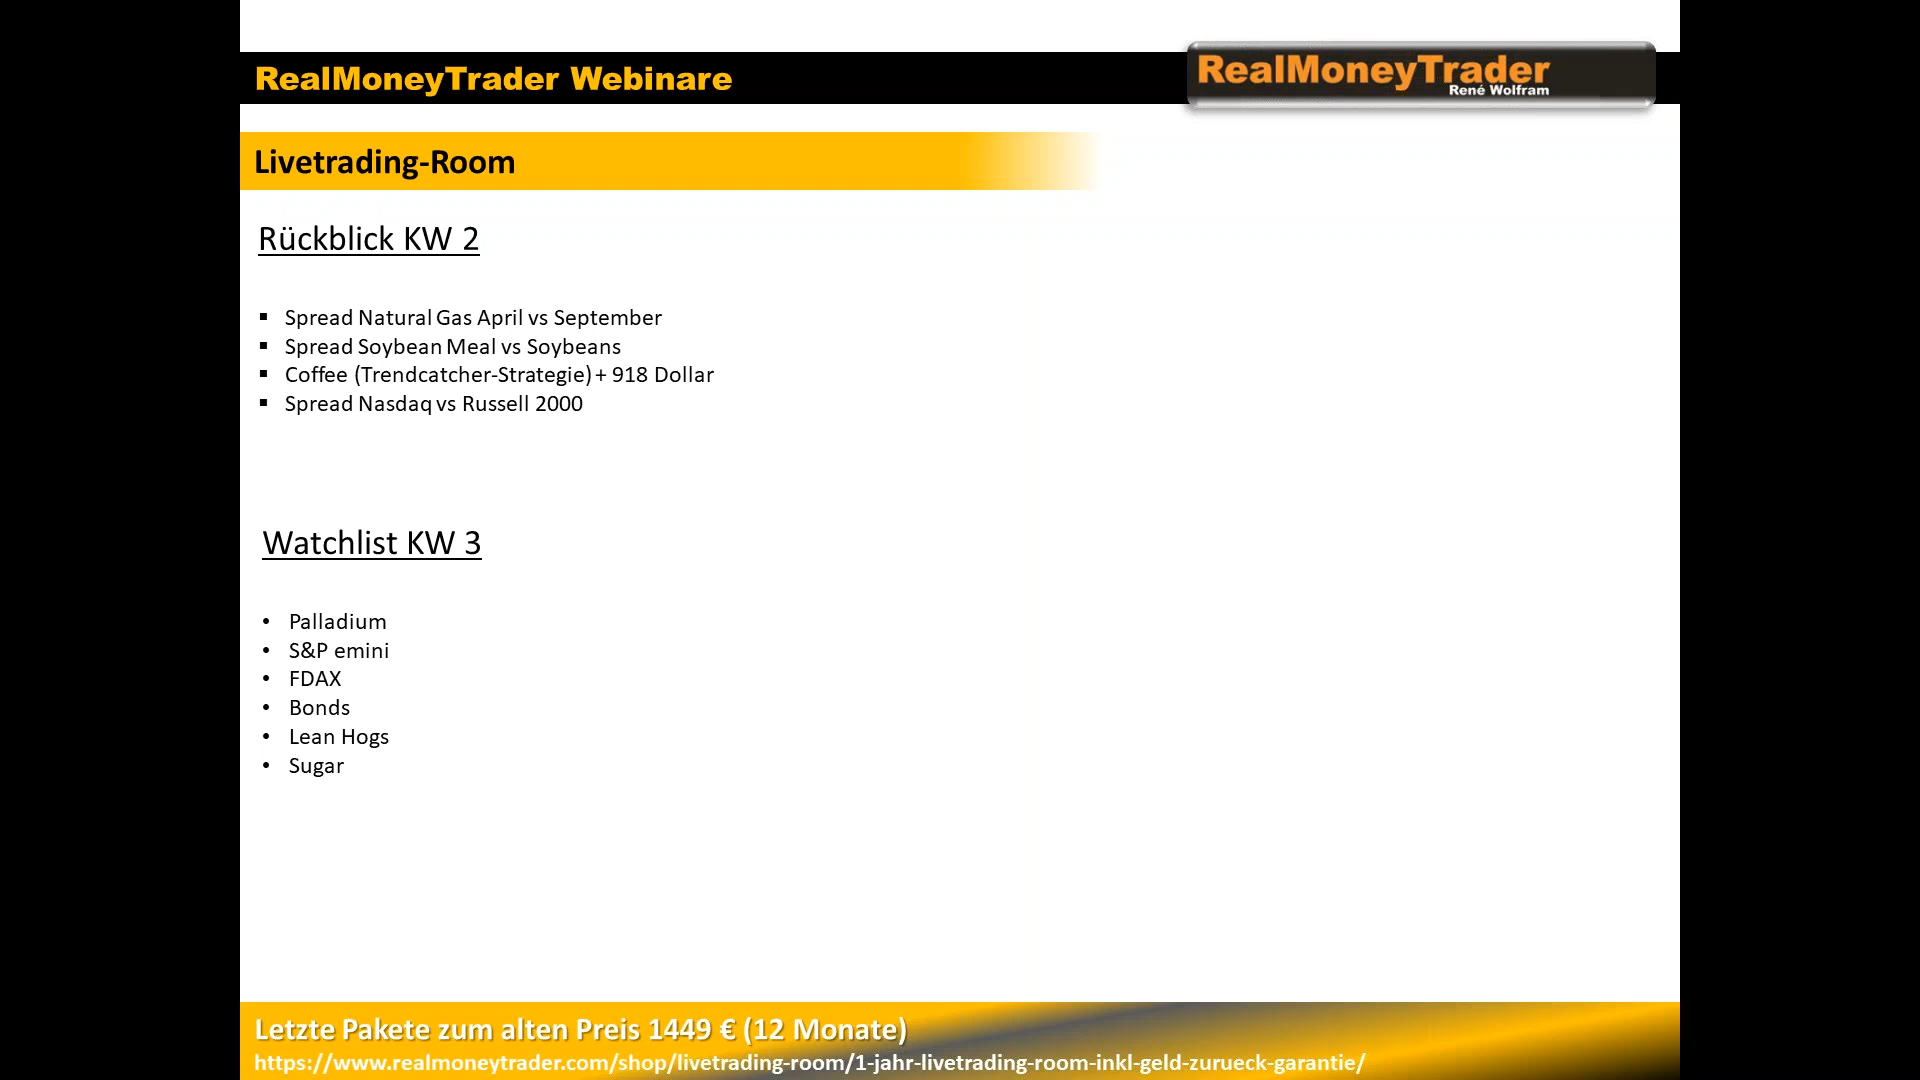 RealMoneyTrader Webinare
RealMoneyTrader
René Wolfram
Livetrading-Room
Rückblick KW 2
▪ Spread Natural Gas April vs September
▪ Spread Soybean Meal vs Soybeans
▪ Coffee (Trendcatcher-Strategie) + 918 Dollar
▪ Spread Nasdaq vs Russell 2000
Watchlist KW 3
• Palladium
• S&P emini
• FDAX
• Bonds
• Lean Hogs
• Sugar
Letzte Pakete zum alten Preis 1449 € (12 Monate)
https://www.realmoneytrader.com/shop/livetrading-room/1-jahr-livetrading-room-inkl-geld-zurueck-garantie/